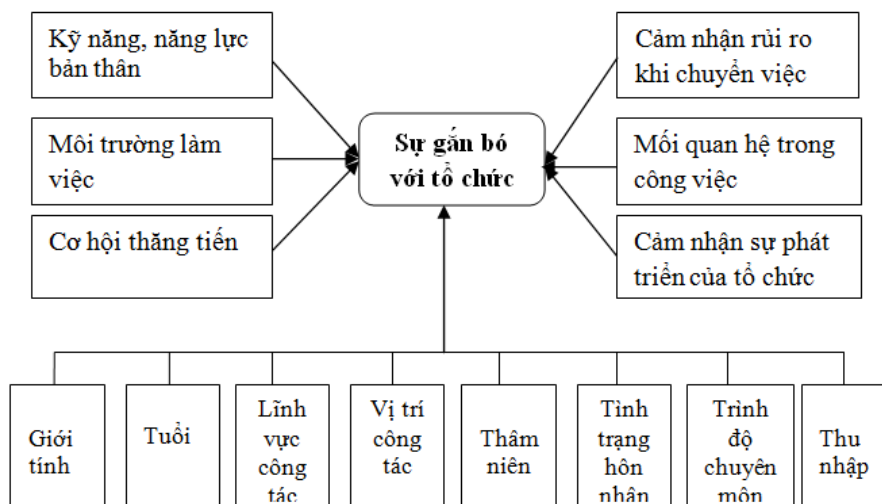 Kỹ năng, năng lực
bản thân
Môi trường làm
việc
Cơ hội thăng tiến
Sự gắn bó
với tổ chức
Cảm nhận rủi ro
khi chuyển việc
Mối quan hệ trong
công việc
Cảm nhận sự phát
triển của tổ chức
Giới
tính
Tuổi
Lĩnh
vực
công
tác
Vị trí
công
tác
Thâm
niên
Tình
trạng
hôn
nhân
Trình
độ
chuyên
môn
Thu
nhập